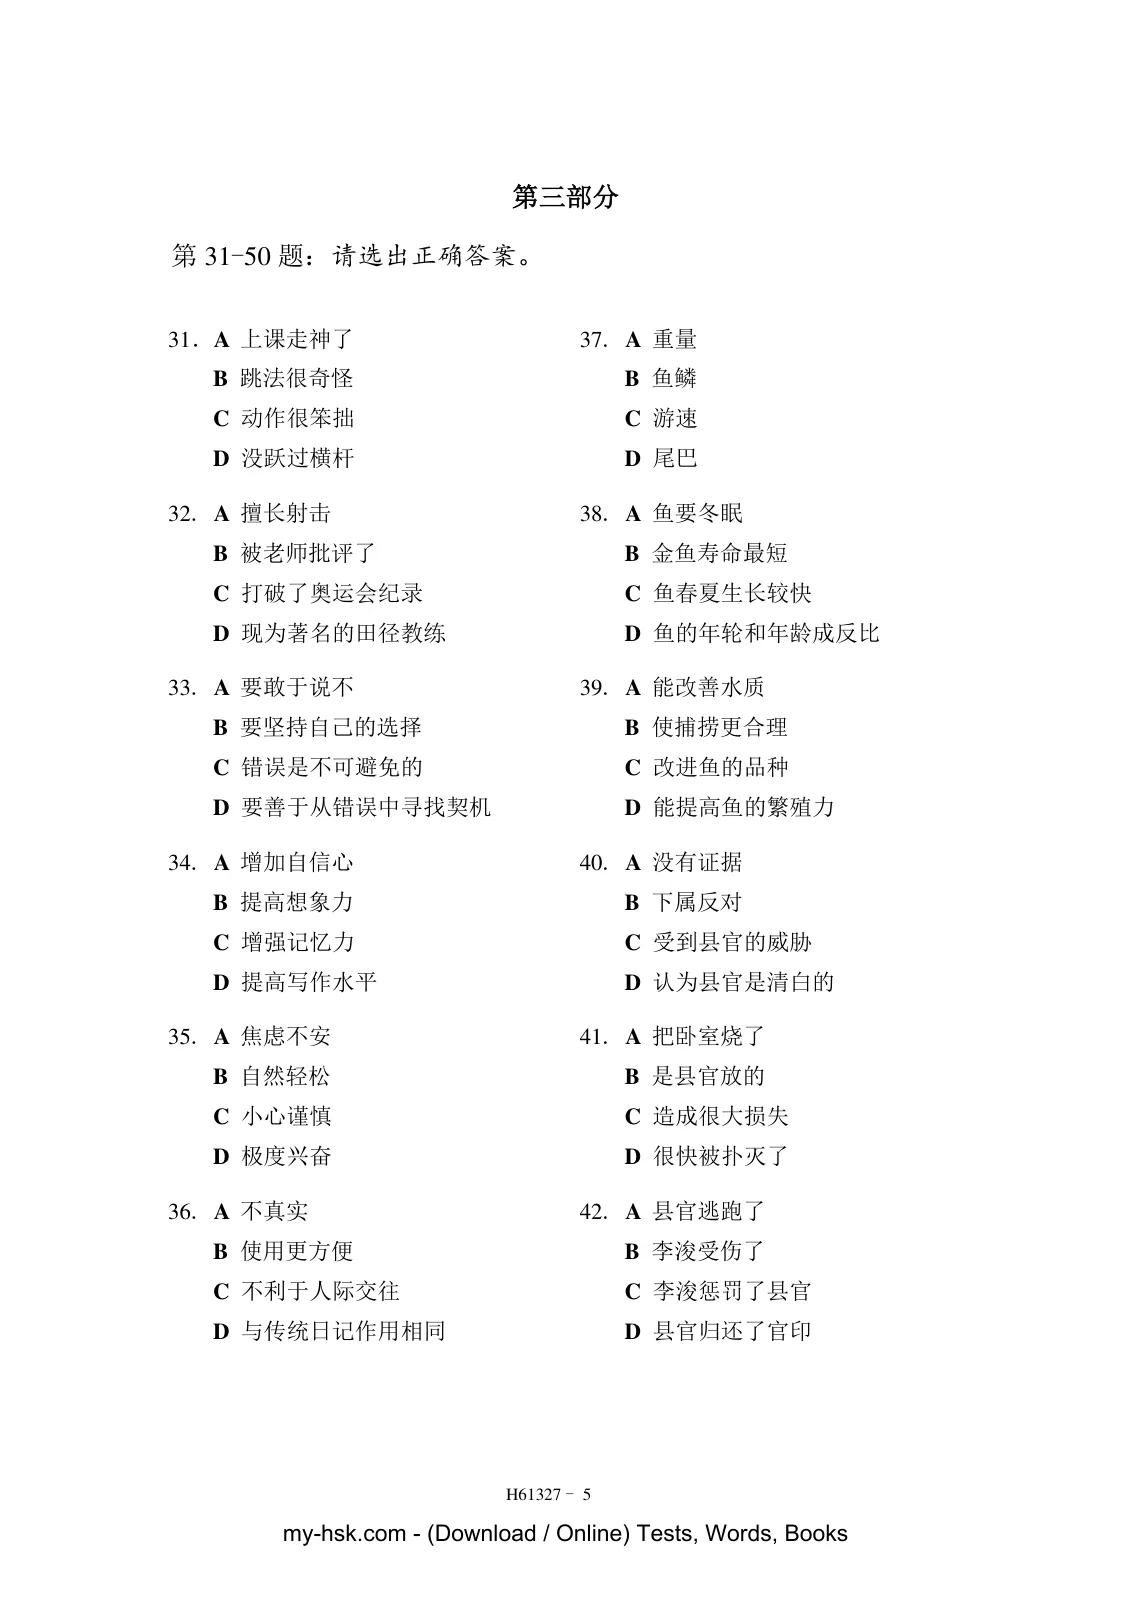 第三部分
第 31-50 题：请选出正确答案。
31. A 上课走神了
B 跳法很奇怪
C 动作很笨拙
D 没跃过横杆
32. A 擅长射击
B 被老师批评了
C 打破了奥运会纪录
D 现为著名的田径教练
33. A 要敢于说不
B 要坚持自己的选择
C 错误是不可避免的
D 要善于从错误中寻找契机
34. A 增加自信心
B 提高想象力
C 增强记忆力
D 提高写作水平
35. A 焦虑不安
B 自然轻松
C 小心谨慎
D 极度兴奋
36. A 不真实
B 使用更方便
C 不利于人际交往
D 与传统日记作用相同
37. A 重量
B 鱼鳞
C 游速
D 尾巴
38. A 鱼要冬眠
B 金鱼寿命最短
C 鱼春夏生长较快
D 鱼的年轮和年龄成反比
39. A 能改善水质
B 使捕捞更合理
C 改进鱼的品种
D 能提高鱼的繁殖力
40. A 没有证据
B 下属反对
C 受到县官的威胁
D 认为县官是清白的
41. A 把卧室烧了
B 是县官放的
C 造成很大损失
D 很快被扑灭了
42. A 县官逃跑了
B 李浚受伤了
C 李浚惩罚了县官
D 县官归还了官印
H61327- 5
my-hsk.com - (Download / Online) Tests, Words, Books